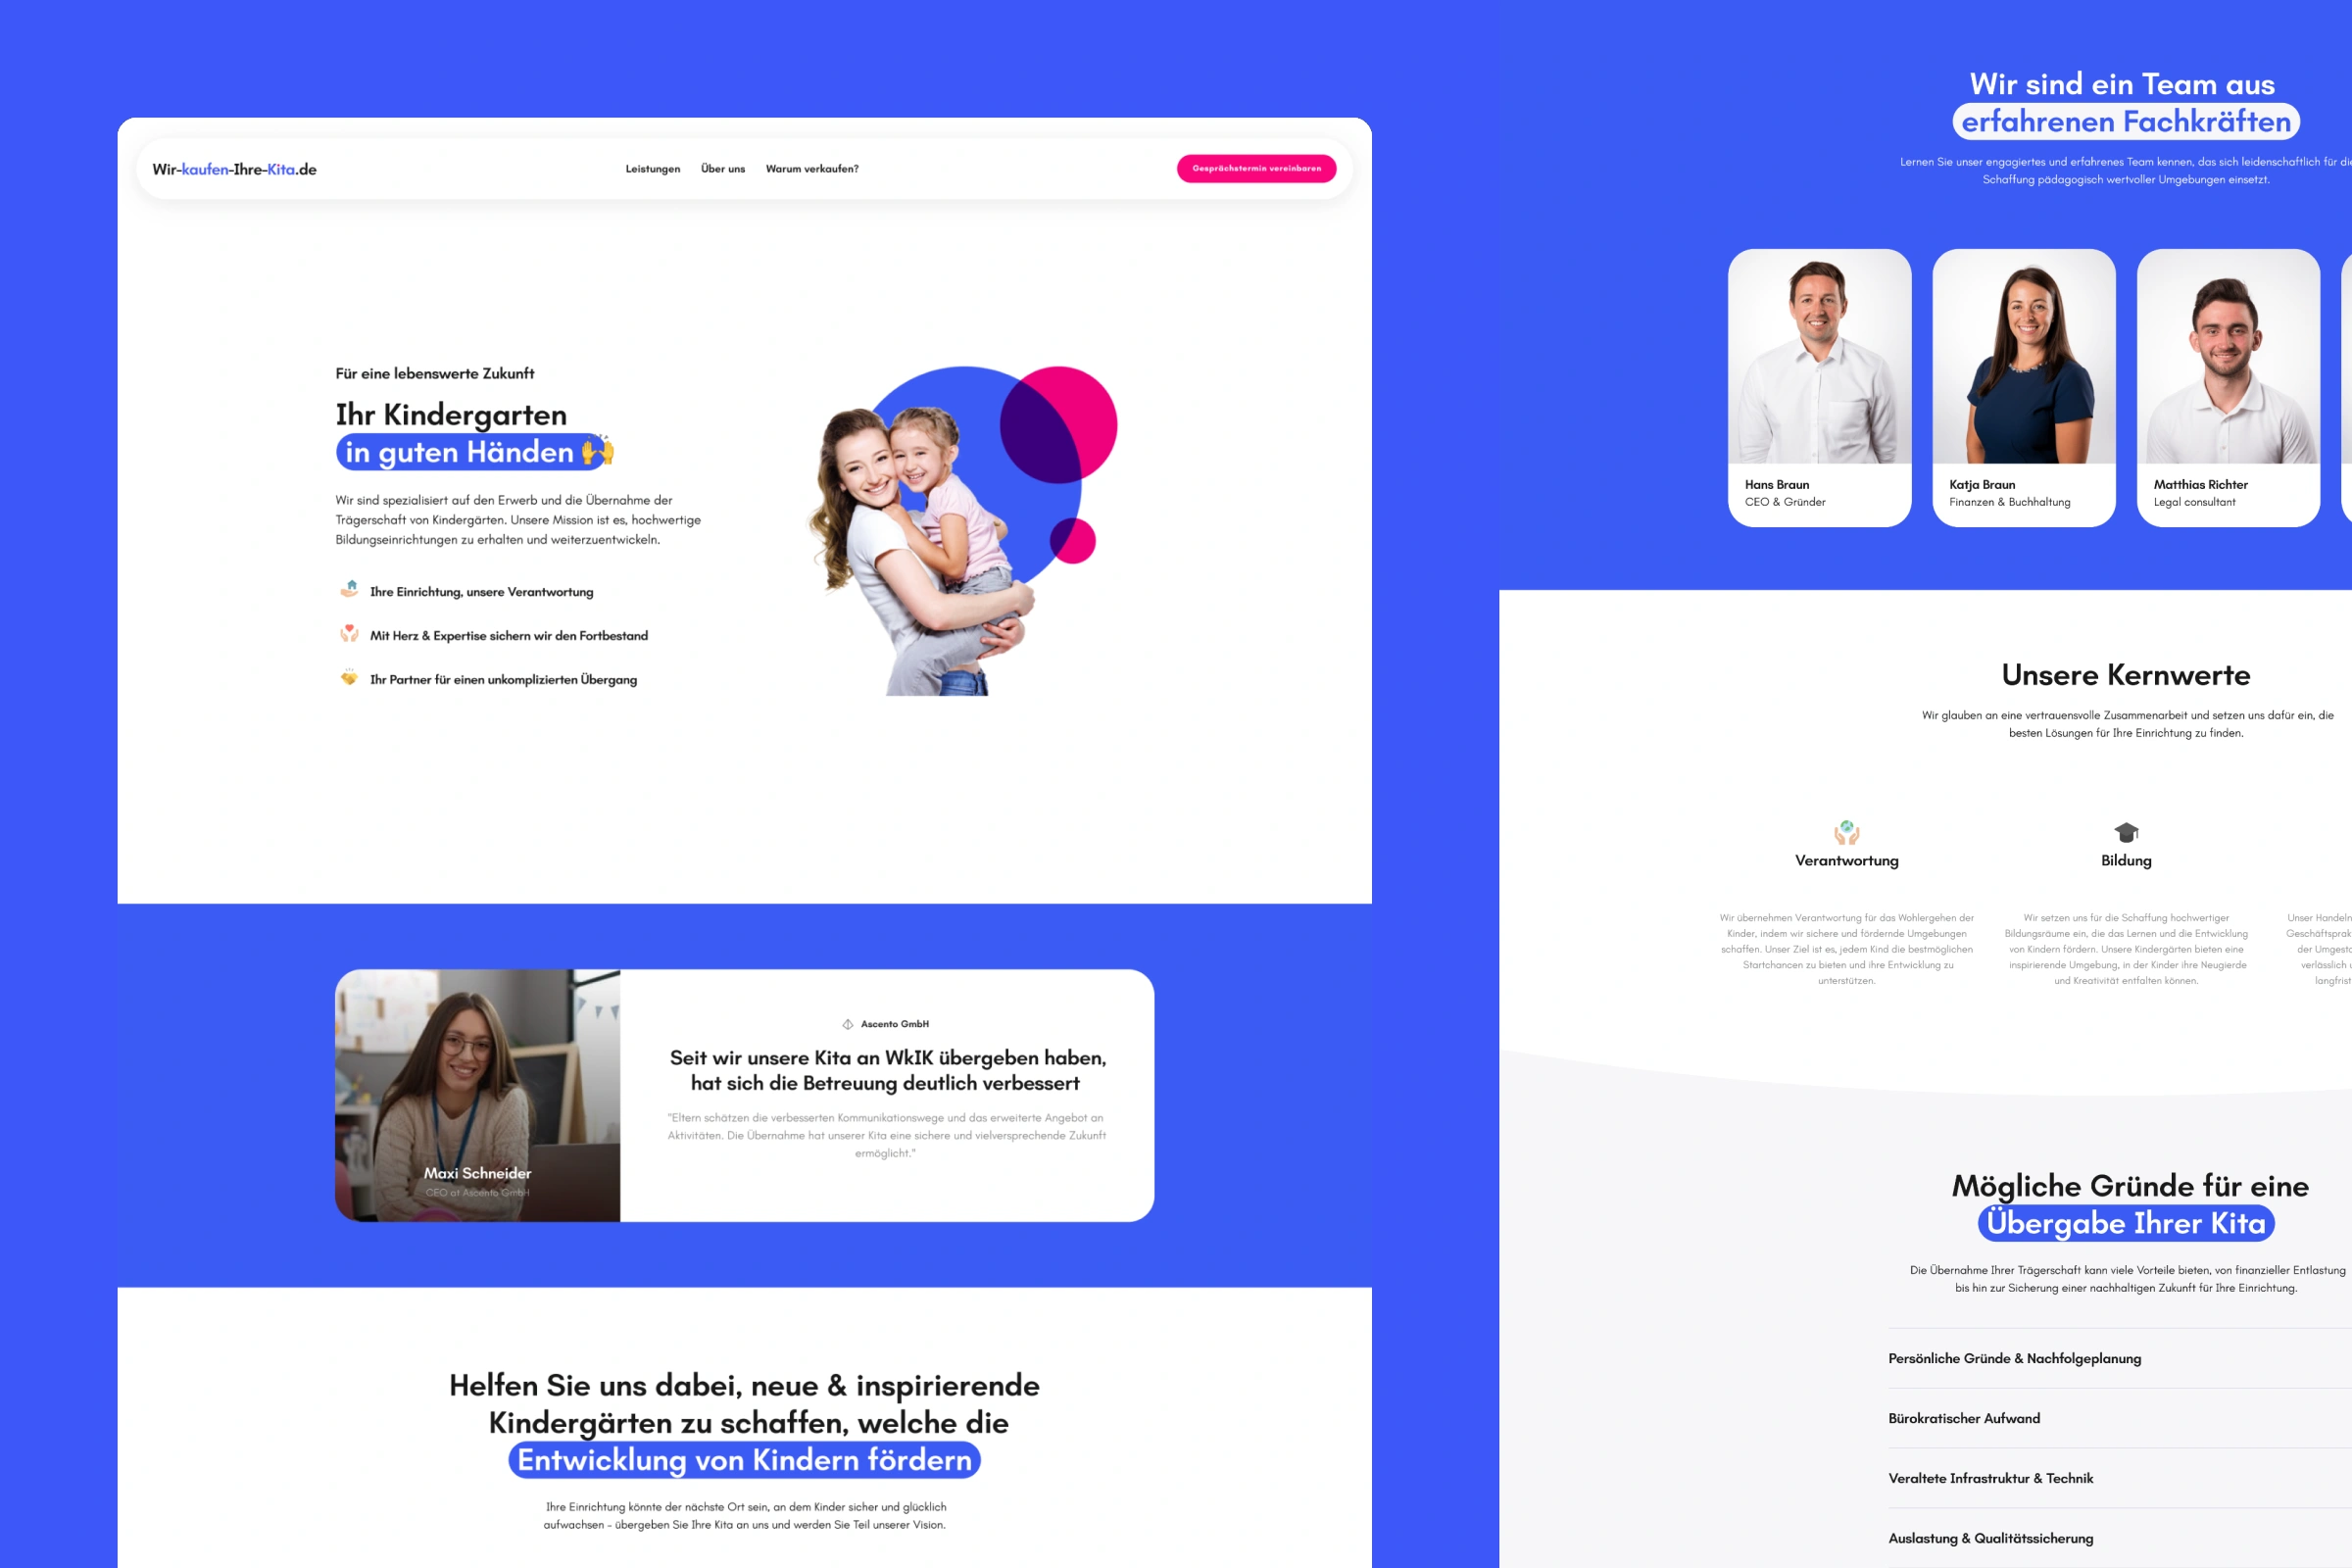 Wir-kaufen-Ihre-Kita.de
Leistungen Über uns Warum verkaufen?
Gesprächstermin vereinbaren
Für eine lebenswerte Zukunft
Ihr Kindergarten
in guten Händen 🙌
Wir sind spezialisiert auf den Erwerb und die Übernahme der
Trägerschaft von Kindergärten. Unsere Mission ist es, hochwertige
Bildungseinrichtungen zu erhalten und weiterzuentwickeln.
Ihre Einrichtung, unsere Verantwortung
Mit Herz & Expertise sichern wir den Fortbestand
Ihr Partner für einen unkomplizierten Übergang
Maxi Schneider
CEO at Ascento GmbH
Ascento GmbH
Seit wir unsere Kita an WkIK übergeben haben,
hat sich die Betreuung deutlich verbessert
"Eltern schätzen die verbesserten Kommunikationswege und das erweiterte Angebot an
Aktivitäten. Die Übernahme hat unserer Kita eine sichere und vielversprechende Zukunft
ermöglicht."
Helfen Sie uns dabei, neue & inspirierende
Kindergärten zu schaffen, welche die
Entwicklung von Kindern fördern
Ihre Einrichtung könnte der nächste Ort sein, an dem Kinder sicher und glücklich
aufwachsen - übergeben Sie Ihre Kita an uns und werden Sie Teil unserer Vision.
Wir sind ein Team aus
erfahrenen Fachkräften
Lernen Sie unser engagiertes und erfahrenes Team kennen, das sich leidenschaftlich für die
Schaffung pädagogisch wertvoller Umgebungen einsetzt.
Hans Braun
CEO & Gründer
Katja Braun
Finanzen & Buchhaltung
Matthias Richter
Legal consultant
Unsere Kernwerte
Wir glauben an eine vertrauensvolle Zusammenarbeit und setzen uns dafür ein, die
besten Lösungen für Ihre Einrichtung zu finden.
Verantwortung
Wir übernehmen Verantwortung für das Wohlergehen der
Kinder, indem wir sichere und fördernde Umgebungen
schaffen. Unser Ziel ist es, jedem Kind die bestmöglichen
Startchancen zu bieten und ihre Entwicklung zu
unterstützen.
Bildung
Wir setzen uns für die Schaffung hochwertiger
Bildungsräume ein, die das Lernen und die Entwicklung
von Kindern fördern. Unsere Kindergärten bieten eine
inspirierende Umgebung, in der Kinder ihre Neugierde
und Kreativität entfalten können.
Unser Handeln
Geschäftsprak
der Umgest
verlässlich
langfrist
Mögliche Gründe für eine
Übergabe Ihrer Kita
Die Übernahme Ihrer Trägerschaft kann viele Vorteile bieten, von finanzieller Entlastung
bis hin zur Sicherung einer nachhaltigen Zukunft für Ihre Einrichtung.
Persönliche Gründe & Nachfolgeplanung
Bürokratischer Aufwand
Veraltete Infrastruktur & Technik
Auslastung & Qualitätssicherung